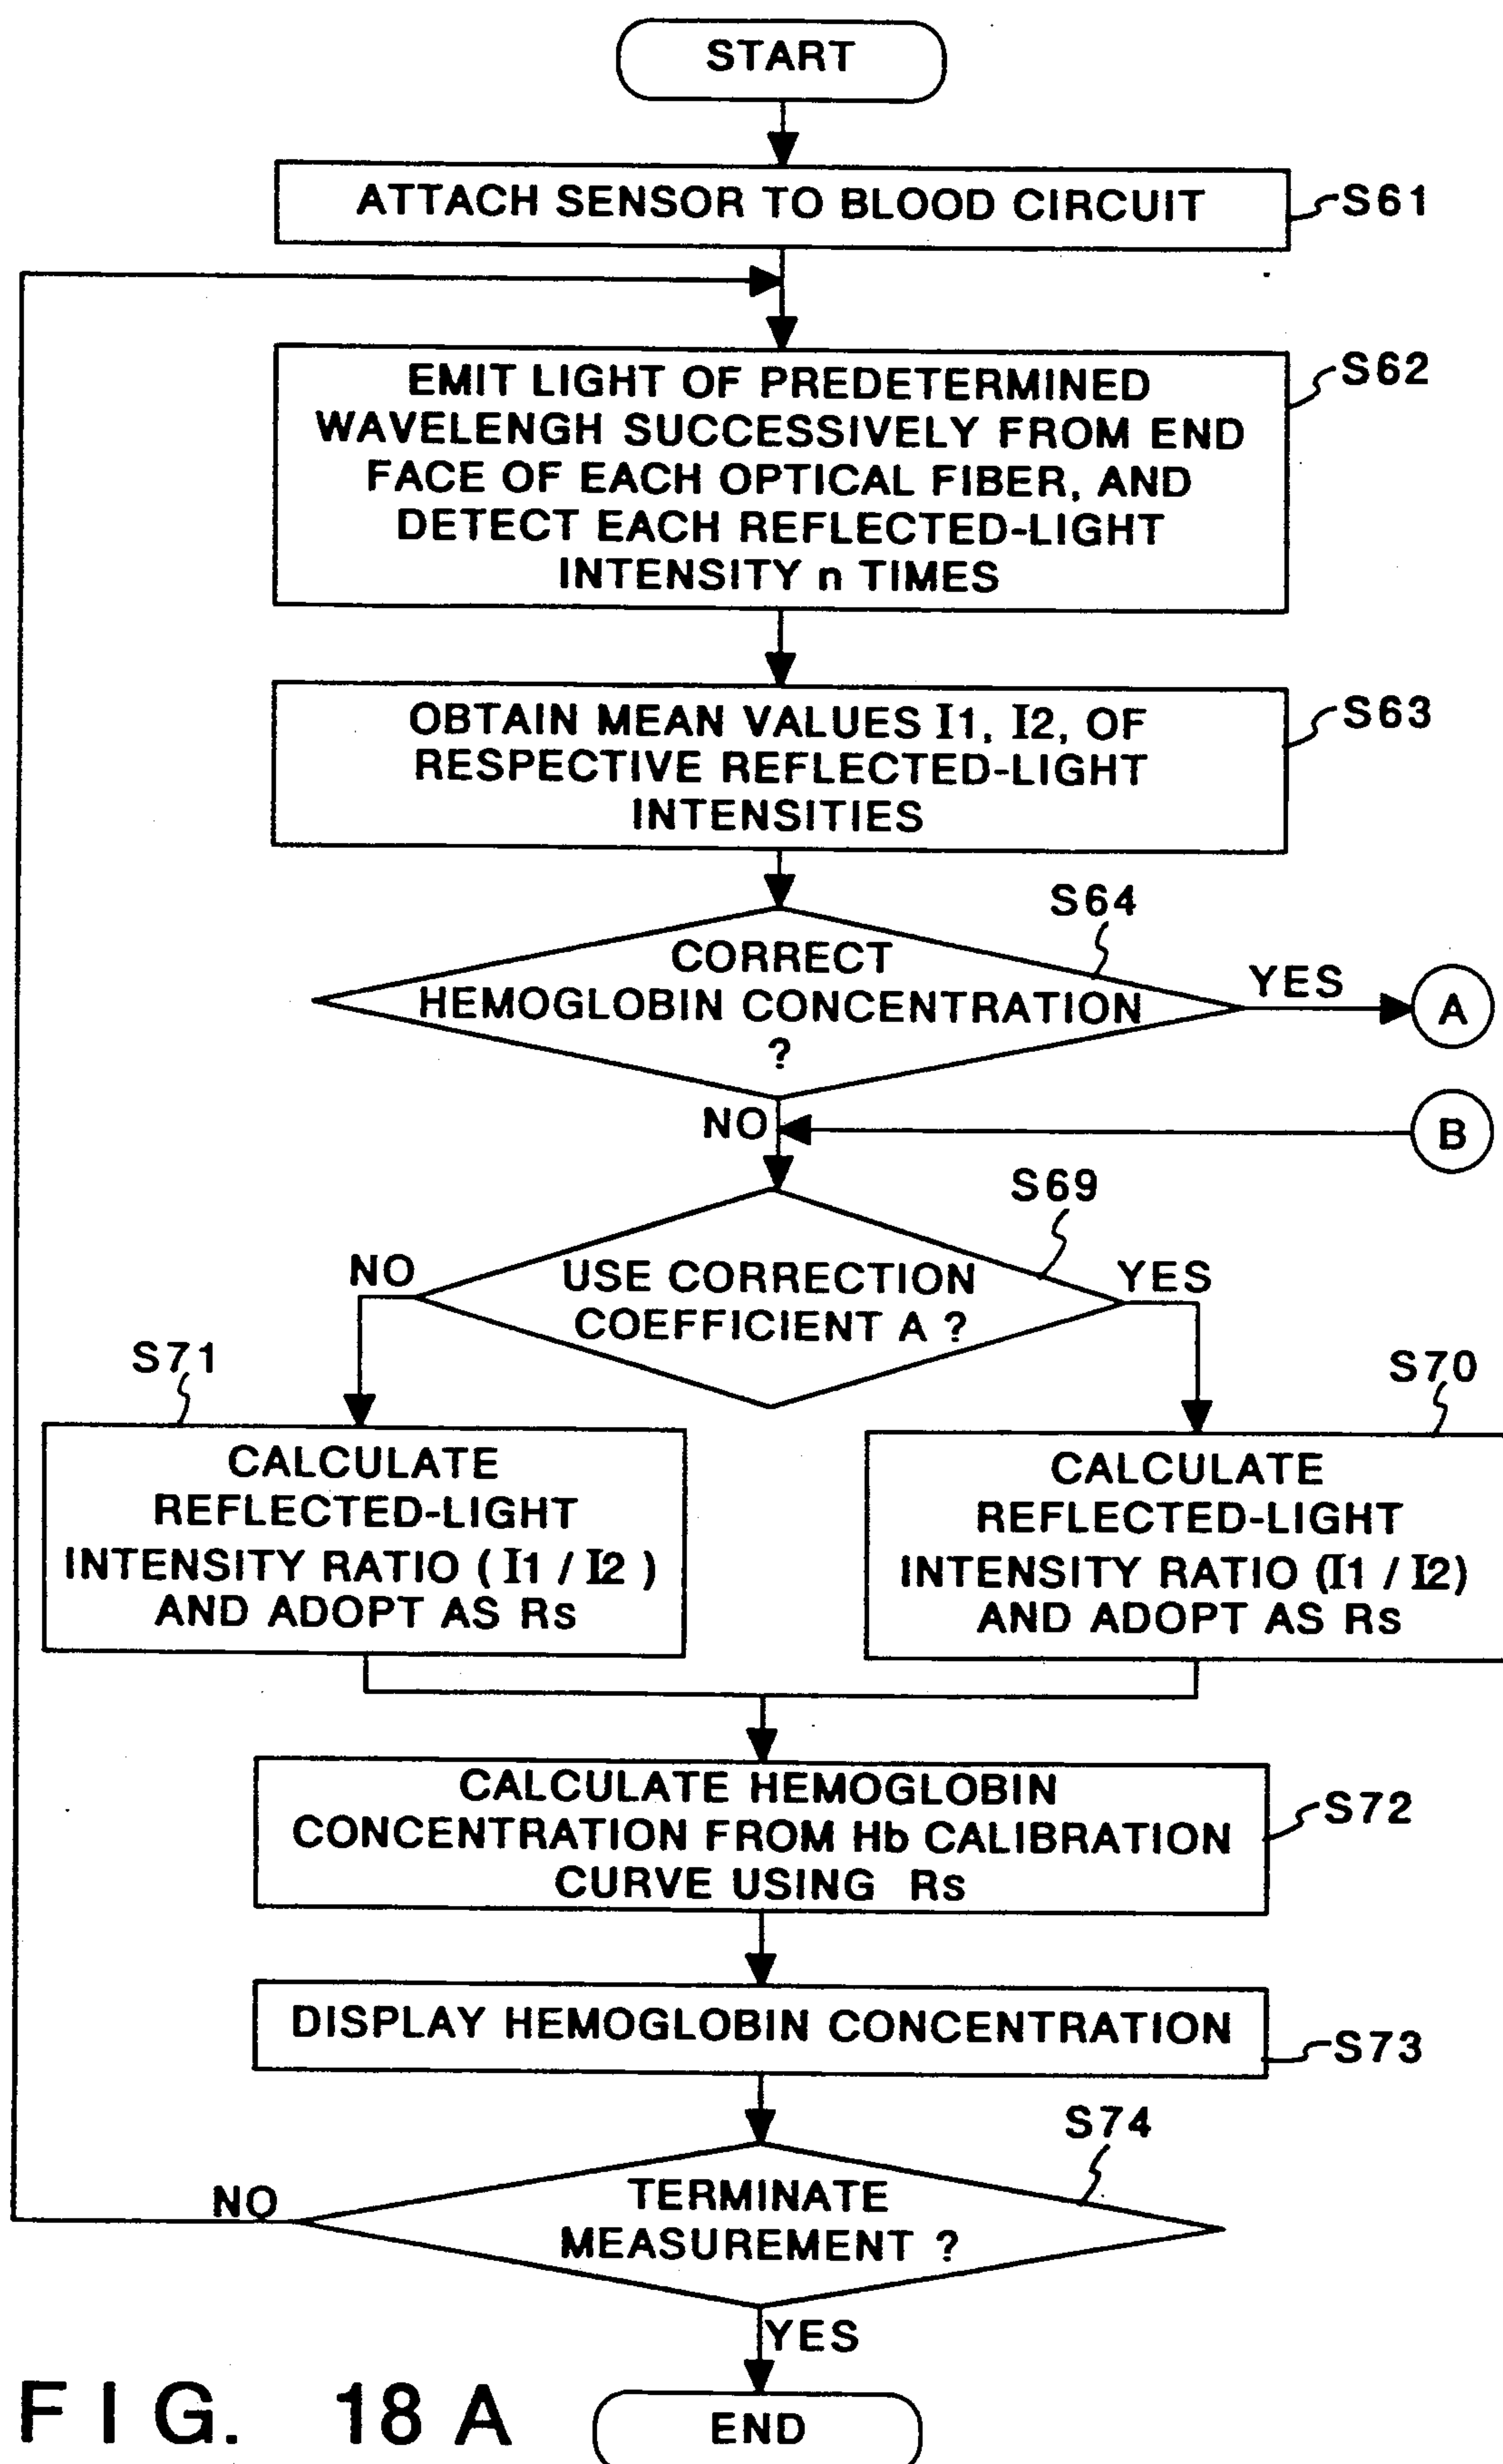 START
ATTACH SENSOR TO BLOOD CIRCUIT
S61
EMIT LIGHT OF PREDETERMINED
WAVELENGH SUCCESSIVELY FROM END
FACE OF EACH OPTICAL FIBER, AND
DETECT EACH REFLECTED-LIGHT
INTENSITY n TIMES
S62
OBTAIN MEAN VALUES I1, I2, OF
RESPECTIVE REFLECTED-LIGHT
INTENSITIES
S63
S64
CORRECT
HEMOGLOBIN CONCENTRATION
?
YES
A
NO
B
S69
USE CORRECTION
COEFFICIENT A ?
NO
YES
S71
CALCULATE
REFLECTED-LIGHT
INTENSITY RATIO ( I1 / I2 )
AND ADOPT AS Rs
S70
CALCULATE
REFLECTED-LIGHT
INTENSITY RATIO (I1 / I2)
AND ADOPT AS Rs
CALCULATE HEMOGLOBIN
CONCENTRATION FROM Hb CALIBRATION
CURVE USING Rs
S72
DISPLAY HEMOGLOBIN CONCENTRATION
S73
S74
TERMINATE
MEASUREMENT ?
NO
YES
END
FIG. 18 A